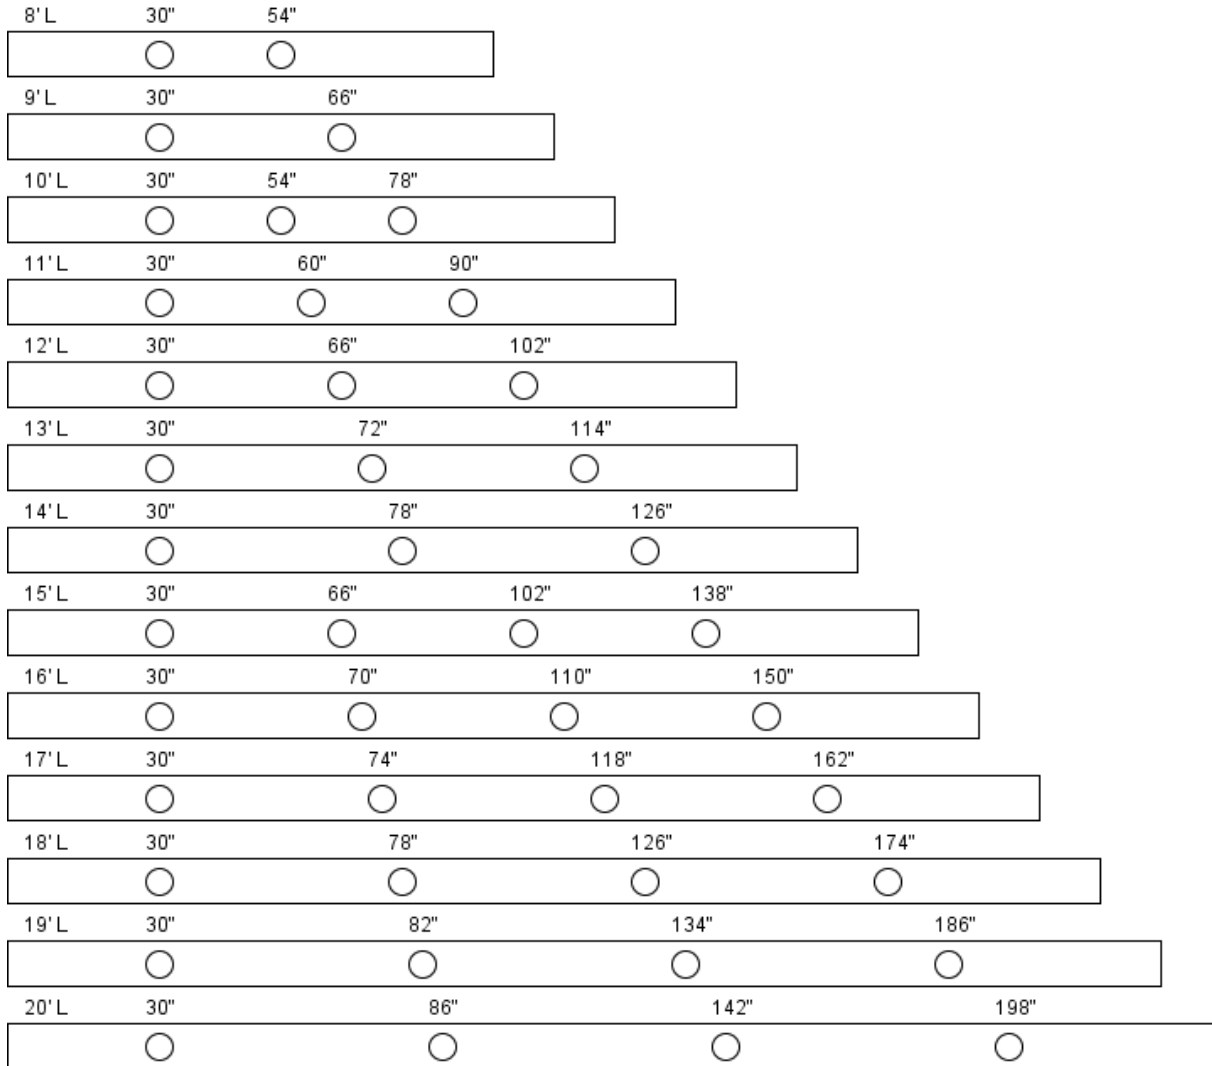 8' L 30" 54"
9' L 30" 66"
10' L 30" 54" 78"
11' L 30" 60" 90"
12' L 30" 66" 102"
13' L 30" 72" 114"
14' L 30" 78" 126"
15' L 30" 66" 102" 138"
16' L 30" 70" 110" 150"
17' L 30" 74" 118" 162"
18' L 30" 78" 126" 174"
19' L 30" 82" 134" 186"
20' L 30" 86" 142" 198"